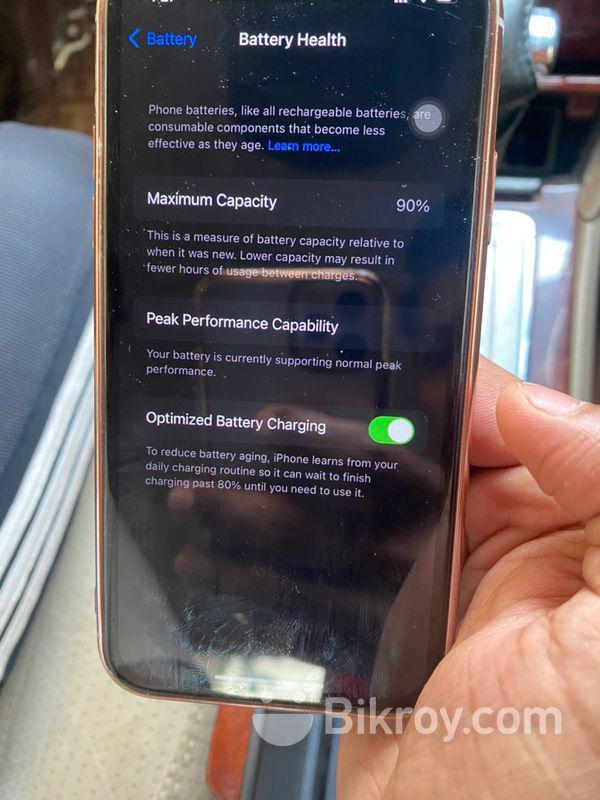 Battery
Battery Health
Phone batteries, like all rechargeable batteries, are
consumable components that become less
effective as they age. Learn more...
Maximum Capacity
90%
This is a measure of battery capacity relative to
when it was new. Lower capacity may result in
fewer hours of usage between charges.
Peak Performance Capability
Your battery is currently supporting normal peak
performance.
Optimized Battery Charging
To reduce battery aging, iPhone learns from your
daily charging routine so it can wait to finish
charging past 80% until you need to use it.
Bikroy.com